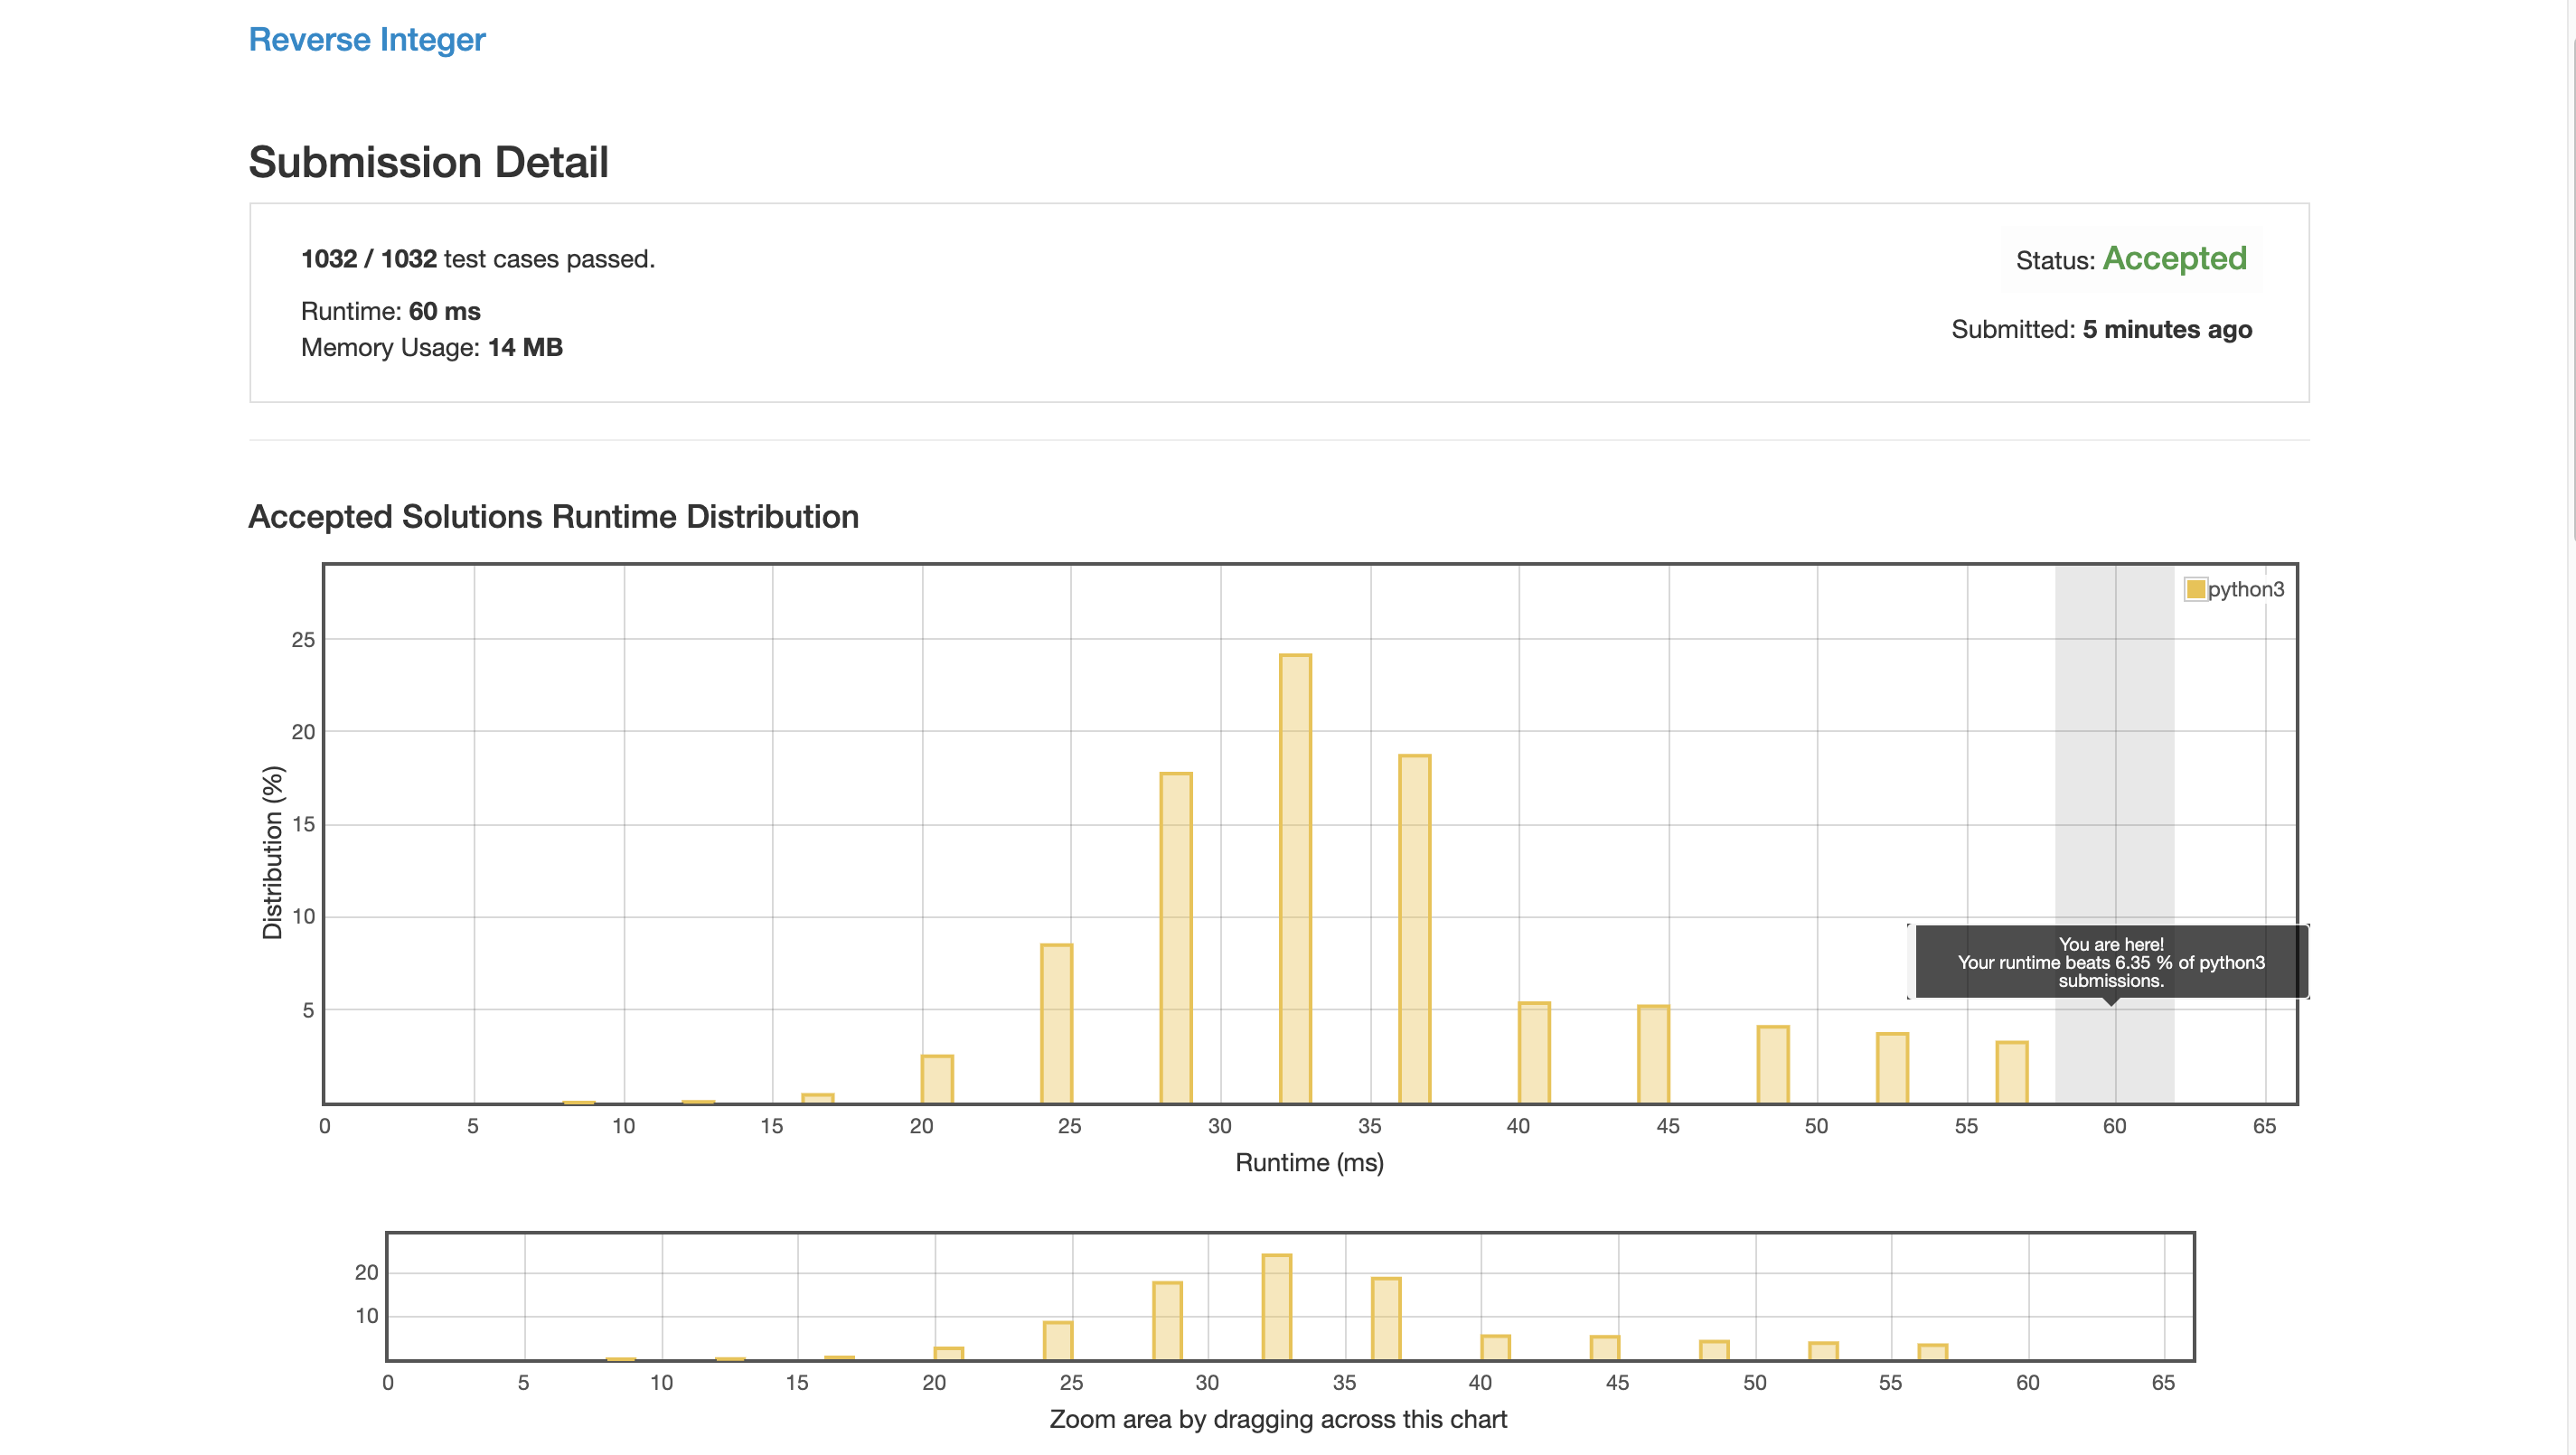 Reverse Integer
Submission Detail
1032 / 1032 test cases passed.
Status: Accepted
Runtime: 60 ms
Submitted: 5 minutes ago
Memory Usage: 14 MB
Accepted Solutions Runtime Distribution
python3
25
20
15
10
5
Distribution (%)
You are here!
Your runtime beats 6.35 % of python3
submissions.
0 5 10 15 20 25 30 35 40 45 50 55 60 65
Runtime (ms)
20
10
0 5 10 15 20 25 30 35 40 45 50 55 60 65
Zoom area by dragging across this chart